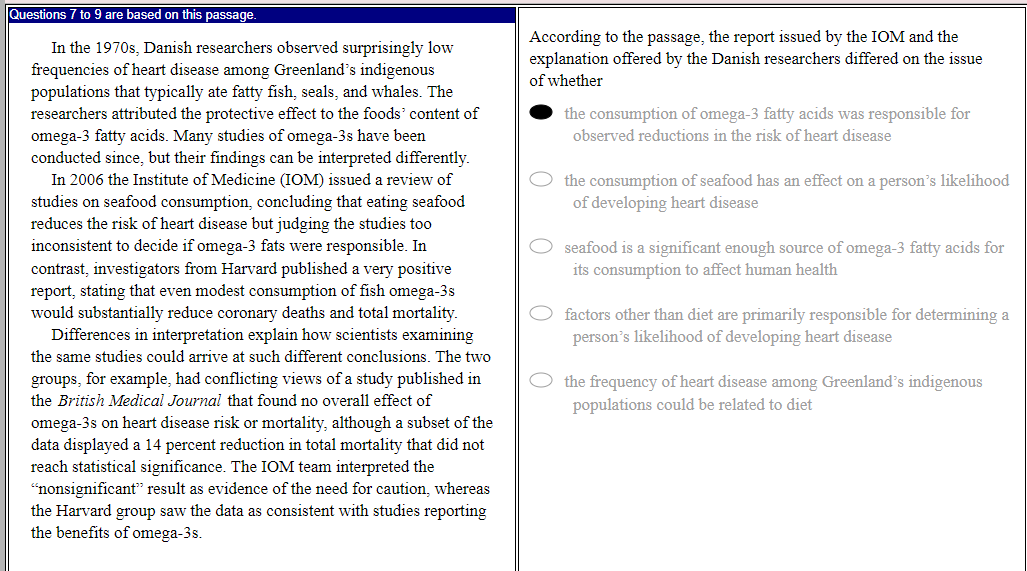 Questions 7 to 9 are based on this passage.
In the 1970s, Danish researchers observed surprisingly low
frequencies of heart disease among Greenland's indigenous
populations that typically ate fatty fish, seals, and whales. The
researchers attributed the protective effect to the foods' content of
omega-3 fatty acids. Many studies of omega-3s have been
conducted since, but their findings can be interpreted differently.
In 2006 the Institute of Medicine (IOM) issued a review of
studies on seafood consumption, concluding that eating seafood
reduces the risk of heart disease but judging the studies too
inconsistent to decide if omega-3 fats were responsible. In
contrast, investigators from Harvard published a very positive
report, stating that even modest consumption of fish omega-3s
would substantially reduce coronary deaths and total mortality.
Differences in interpretation explain how scientists examining
the same studies could arrive at such different conclusions. The two
groups, for example, had conflicting views of a study published in
the British Medical Journal that found no overall effect of
omega-3s on heart disease risk or mortality, although a subset of the
data displayed a 14 percent reduction in total mortality that did not
reach statistical significance. The IOM team interpreted the
“nonsignificant” result as evidence of the need for caution, whereas
the Harvard group saw the data as consistent with studies reporting
the benefits of omega-3s.
According to the passage, the report issued by the IOM and the
explanation offered by the Danish researchers differed on the issue
of whether
the consumption of omega-3 fatty acids was responsible for
observed reductions in the risk of heart disease
the consumption of seafood has an effect on a person's likelihood
of developing heart disease
seafood is a significant enough source of omega-3 fatty acids for
its consumption to affect human health
factors other than diet are primarily responsible for determining a
person's likelihood of developing heart disease
the frequency of heart disease among Greenland's indigenous
populations could be related to diet